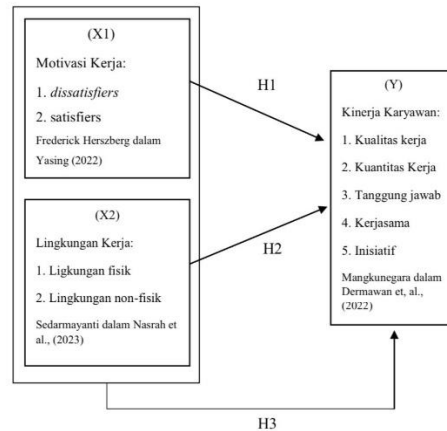 (X1)
Motivasi Kerja:
1. dissatisfiers
2. satisfiers
Frederick Herszberg dalam
Yasing (2022)
H1
(X2)
Lingkungan Kerja:
1. Ligkungan fisik
2. Lingkungan non-fisik
Sedarmayanti dalam Nasrah et
al., (2023)
H2
(Y)
Kinerja Karyawan:
1. Kualitas kerja
2. Kuantitas Kerja
3. Tanggung jawab
4. Kerjasama
5. Inisiatif
Mangkunegara dalam
Dermawan et, al.,
(2022)
H3